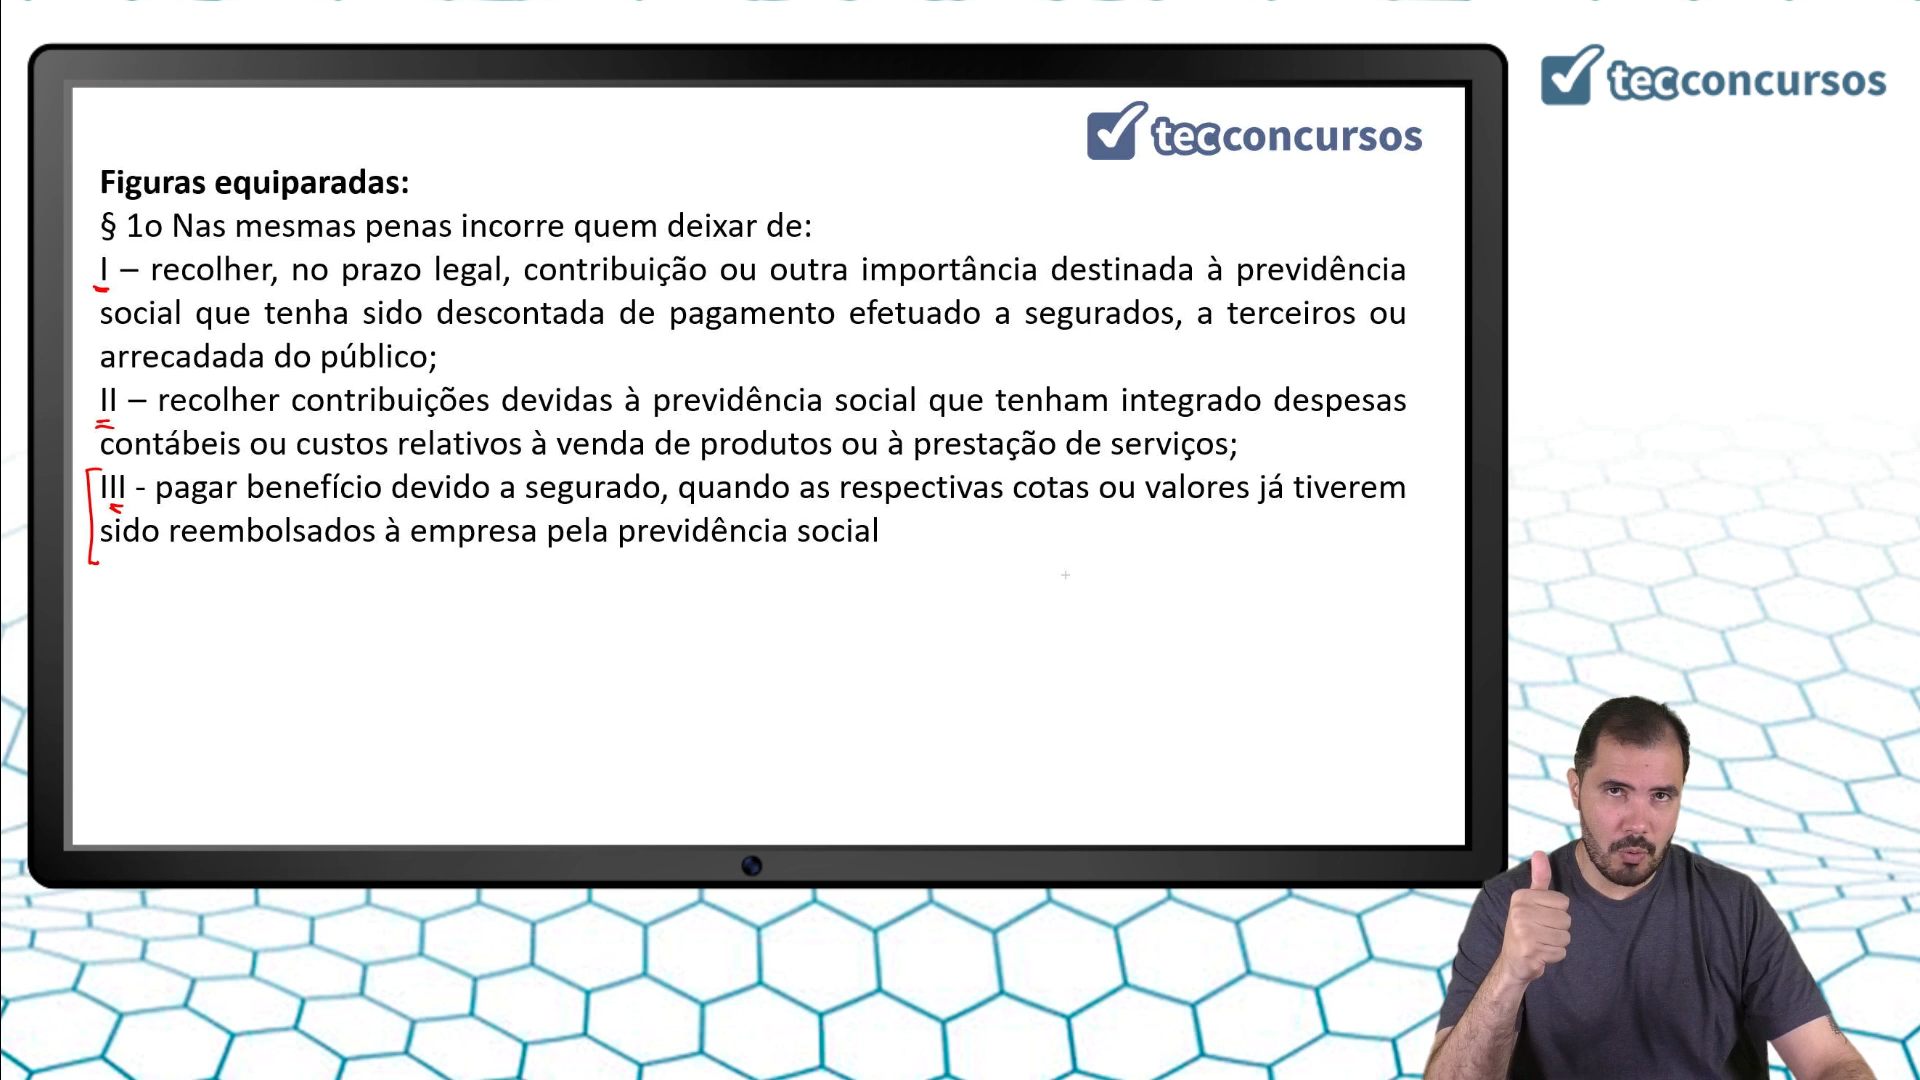 tecconcursos
tecconcursos
Figuras equiparadas:
§ 1o Nas mesmas penas incorre quem deixar de:
I – recolher, no prazo legal, contribuição ou outra importância destinada à previdência
social que tenha sido descontada de pagamento efetuado a segurados, a terceiros ou
arrecadada do público;
II – recolher contribuições devidas à previdência social que tenham integrado despesas
contábeis ou custos relativos à venda de produtos ou à prestação de serviços;
III - pagar benefício devido a segurado, quando as respectivas cotas ou valores já tiverem
sido reembolsados à empresa pela previdência social